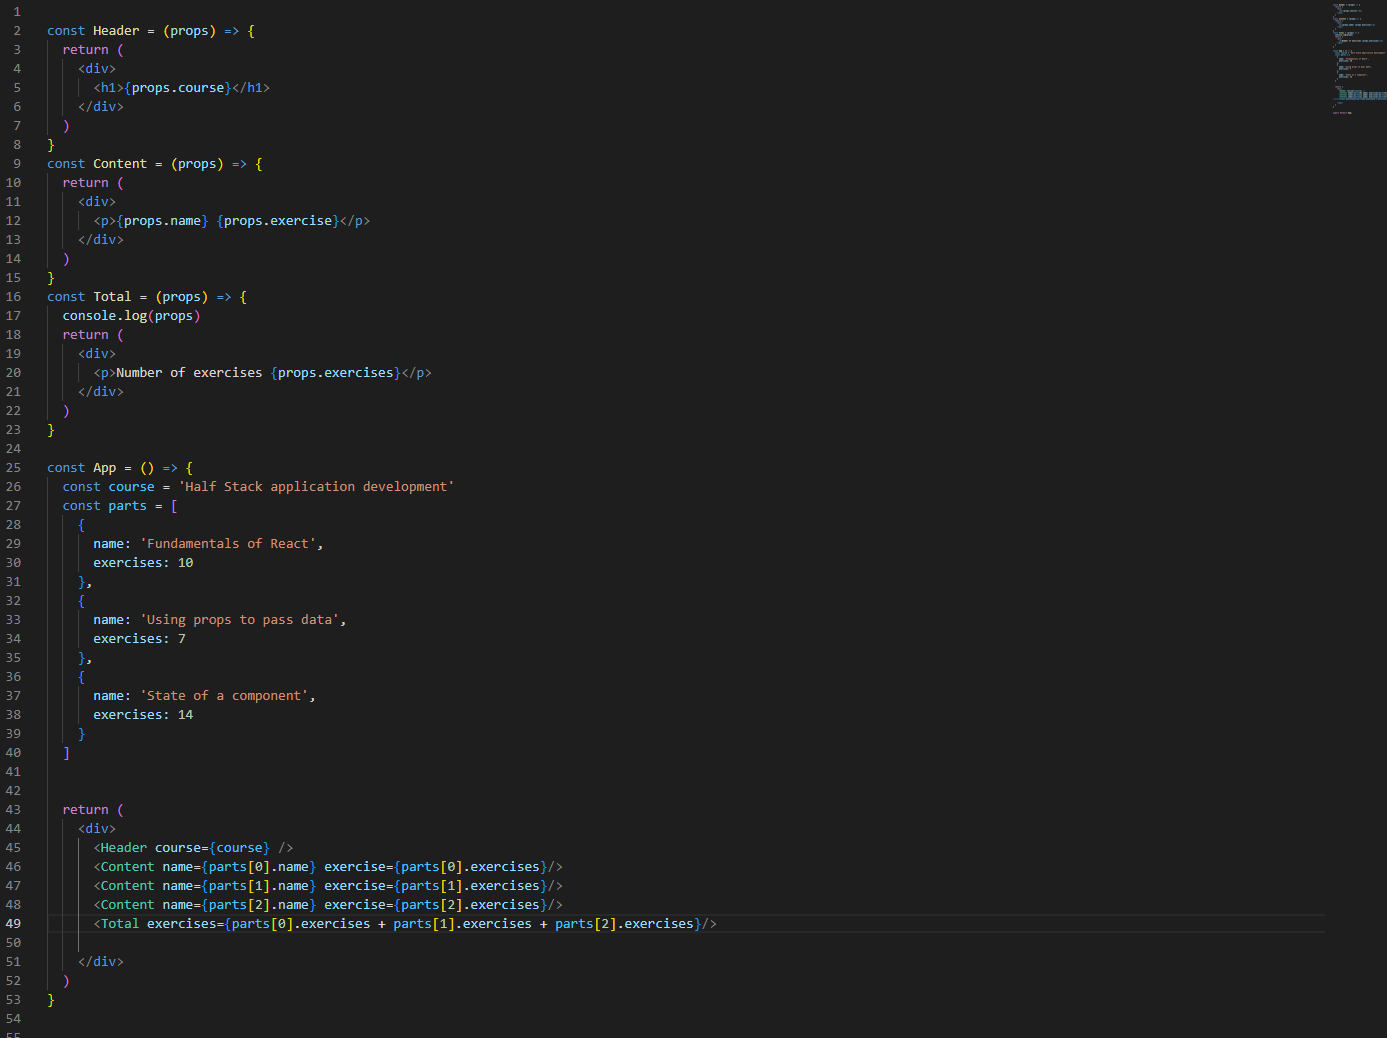 1
2 const Header = (props) => {
3 return (
4 <div>
5 <h1>{props.course}</h1>
6 </div>
7 )
8 }
9 const Content = (props) => {
10 return (
11 <div>
12 <p>{props.name} {props.exercise}</p>
13 </div>
14 )
15 }
16 const Total = (props) => {
17 console.log(props)
18 return (
19 <div>
20 <p>Number of exercises {props.exercises}</p>
21 </div>
22 )
23 }
24
25 const App = () => {
26 const course = 'Half Stack application development'
27 const parts = [
28 {
29 name: 'Fundamentals of React',
30 exercises: 10
31 },
32 {
33 name: 'Using props to pass data',
34 exercises: 7
35 },
36 {
37 name: 'State of a component',
38 exercises: 14
39 }
40 ]
41
42
43 return (
44 <div>
45 <Header course={course} />
46 <Content name={parts[0].name} exercise={parts[0].exercises}/>
47 <Content name={parts[1].name} exercise={parts[1].exercises}/>
48 <Content name={parts[2].name} exercise={parts[2].exercises}/>
49 <Total exercises={parts[0].exercises + parts[1].exercises + parts[2].exercises}/>
50
51 </div>
52 )
53 }
54
55